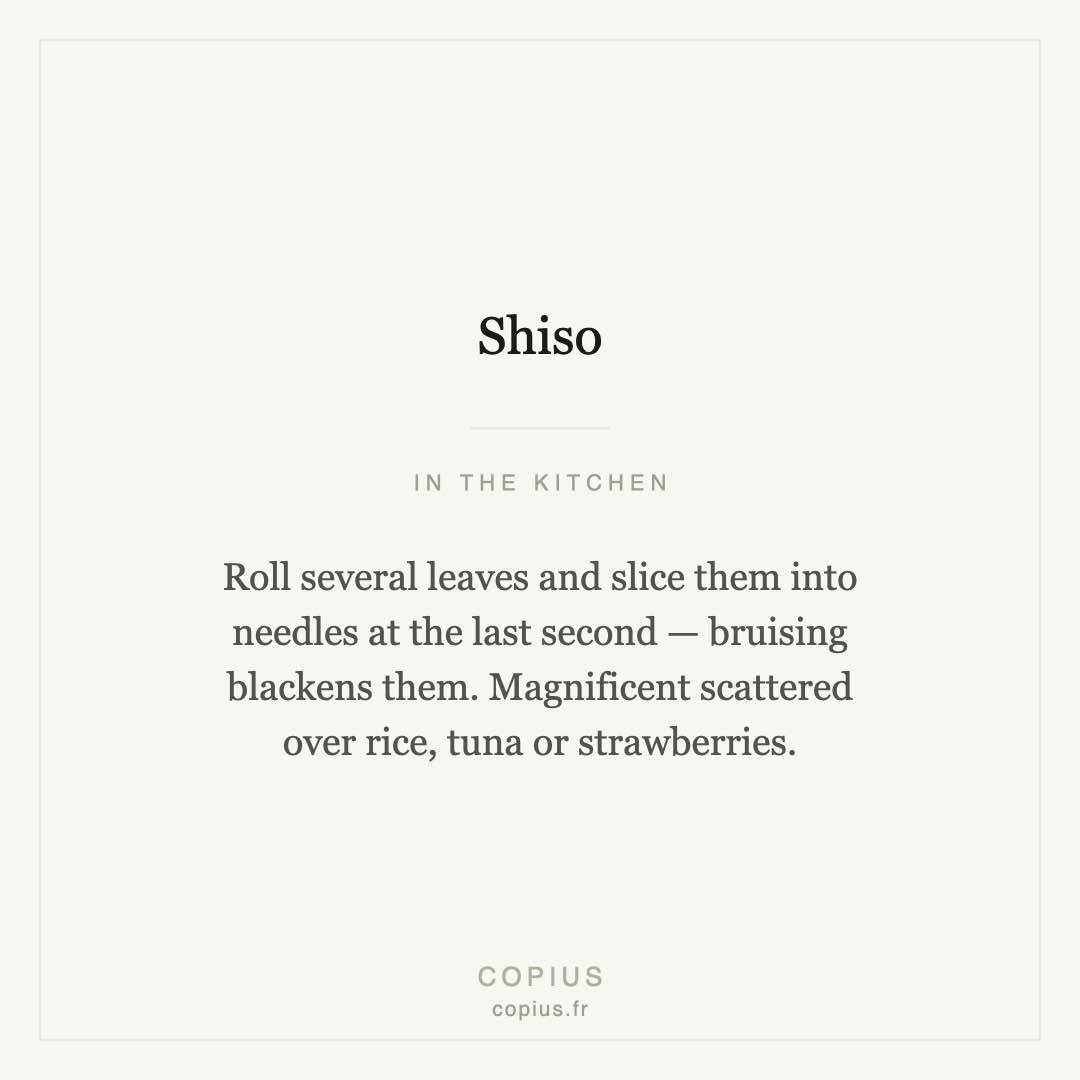 Shiso
IN THE KITCHEN
Roll several leaves and slice them into
needles at the last second — bruising
blackens them. Magnificent scattered
over rice, tuna or strawberries.
COPIUS
copius.fr